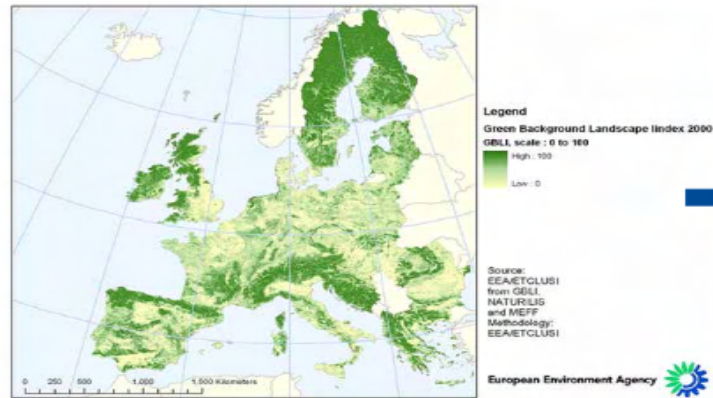 Legend
Green Background Landscape Iindex 2000
GBLI, scale : 0 to 100
High : 100
Low : 0
Source:
EEA/ETCLUSI
from GBLI,
NATURILIS
and MEFF
Methodology:
EEA/ETCLUSI
0 250 500 1,000 1,500 Kilometers
European Environment Agency